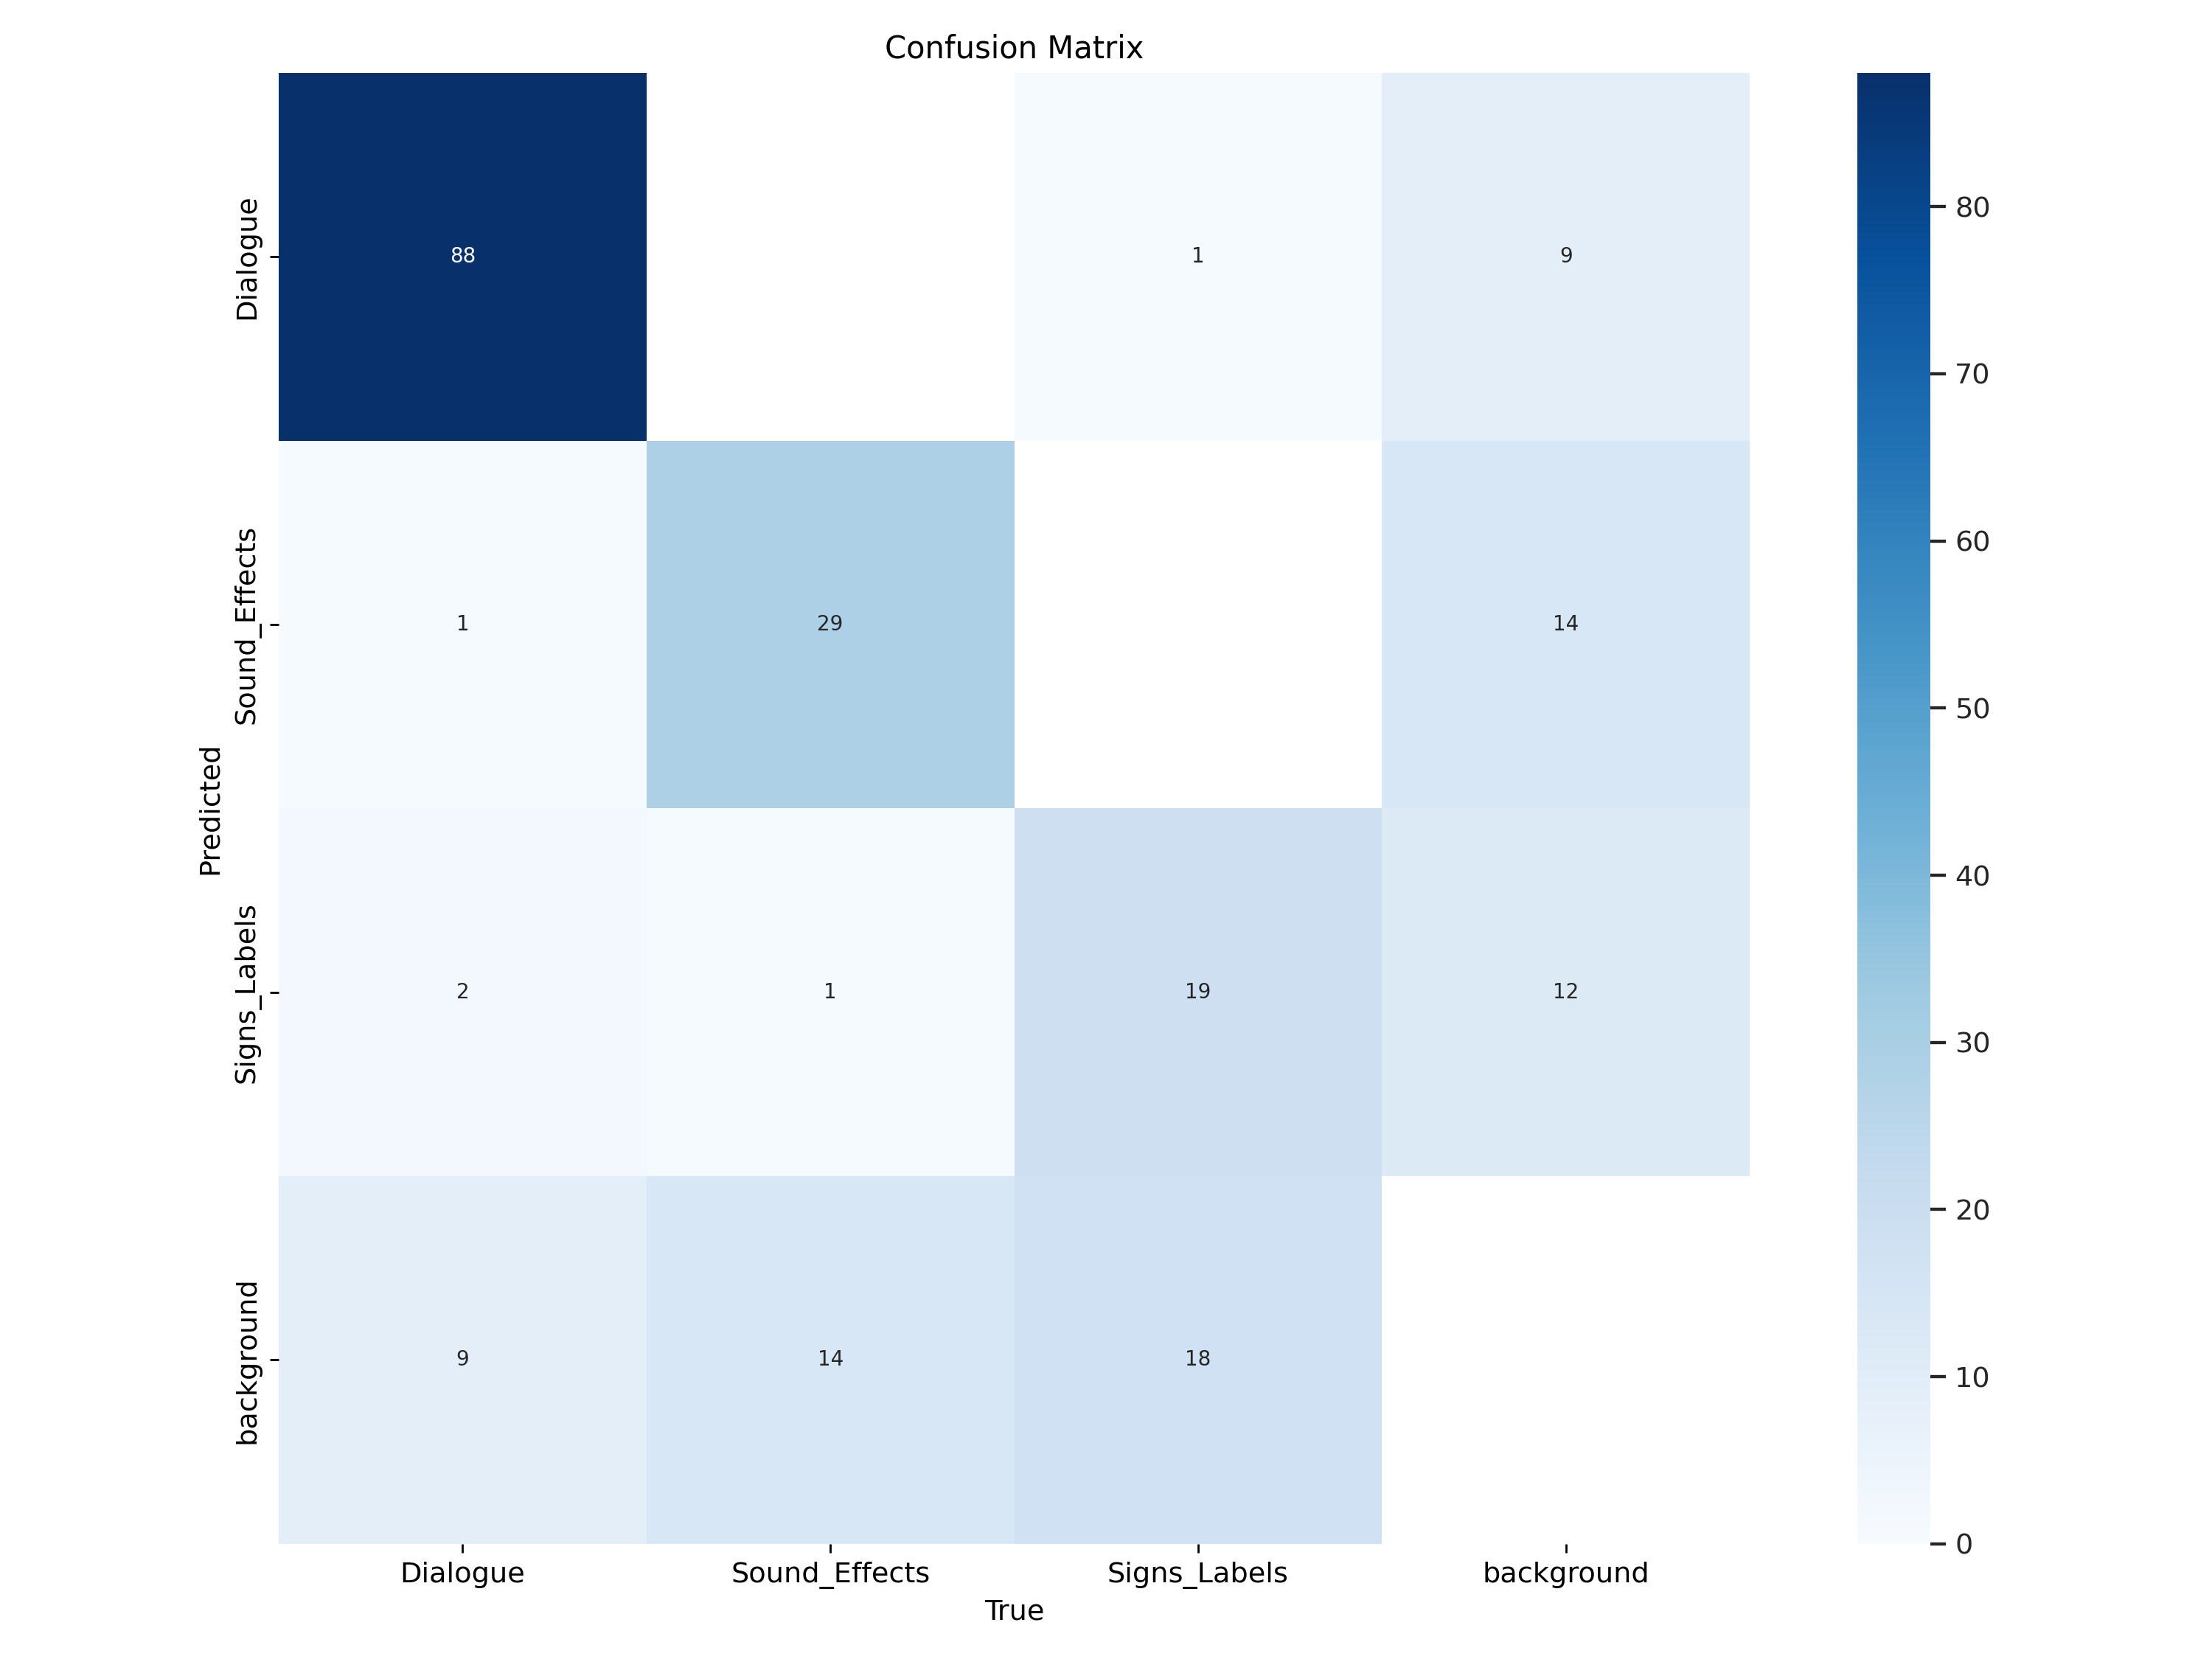 Confusion Matrix
Predicted
Dialogue
88
1
9
Sound_Effects
1
29
14
Signs_Labels
2
1
19
12
background
9
14
18
Dialogue
Sound_Effects
Signs_Labels
background
True
80
70
60
50
40
30
20
10
0